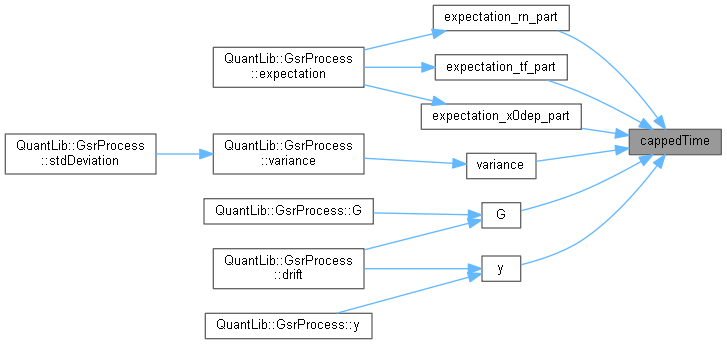 expectation_rn_part
QuantLib::GsrProcess
::expectation
expectation_tf_part
expectation_x0dep_part
cappedTime
QuantLib::GsrProcess
::stdDeviation
QuantLib::GsrProcess
::variance
variance
QuantLib::GsrProcess::G
G
QuantLib::GsrProcess
::drift
y
QuantLib::GsrProcess::y